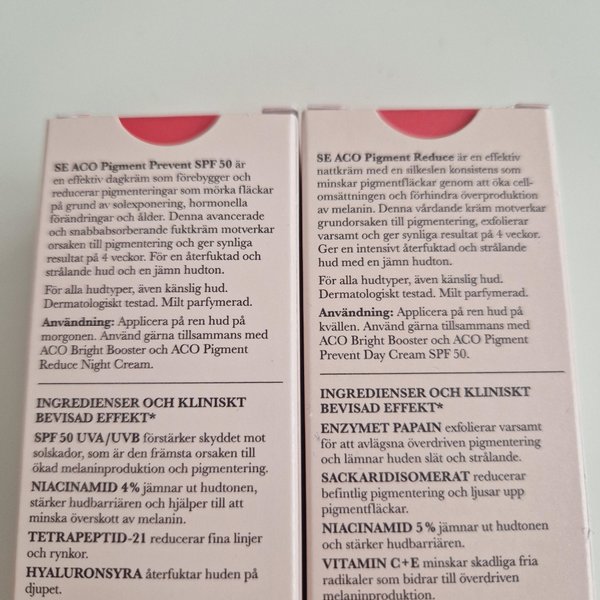 SE ACO Pigment Prevent SPF 50 är
en effektiv dagkräm som förebygger och
reducerar pigmenteringar som mörka fläckar
på grund av solexponering, hormonella
förändringar och ålder. Denna avancerade
och snabbabsorberande fuktkräm motverkar
orsaken till pigmentering och ger synliga
resultat på 4 veckor. För en återfuktad och
strålande hud och en jämn hudton.
För alla hudtyper, även känslig hud.
Dermatologiskt testad. Milt parfymerad.
Användning: Applicera på ren hud på
morgonen. Använd gärna tillsammans med
ACO Bright Booster och ACO Pigment
Reduce Night Cream.
INGREDIENSER OCH KLINISKT
BEVISAD EFFEKT*
SPF 50 UVA/UVB förstärker skyddet mot
solskador, som är den främsta orsaken till
ökad melaninproduktion och pigmentering.
NIACINAMID 4% jämnar ut hudtonen,
stärker hudbarriären och hjälper till att
minska överskott av melanin.
TETRAPEPTID-21 reducerar fina linjer
och rynkor.
HYALURONSYRA återfuktar huden på
djupet.
SE ACO Pigment Reduce är en effektiv
nattkräm med en silkeslen konsistens som
minskar pigmentfläckar genom att öka cell-
omsättningen och förhindra överproduktion
av melanin. Denna vårdande kräm motverkar
grundorsaken till pigmentering, exfolierar
varsamt och ger synliga resultat på 4 veckor.
Ger en intensivt återfuktad och strålande
hud med en jämn hudton.
För alla hudtyper, även känslig hud.
Dermatologiskt testad. Milt parfymerad.
Användning: Applicera på ren hud på
kvällen. Använd gärna tillsammans med
ACO Bright Booster och ACO Pigment
Prevent Day Cream SPF 50.
INGREDIENSER OCH KLINISKT
BEVISAD EFFEKT*
ENZYMET PAPAIN exfolierar varsamt
för att avlägsna överdriven pigmentering
och lämnar huden slät och strålande.
SACKARIDISOMERAT reducerar
befintlig pigmentering och ljusar upp
pigmentfläckar.
NIACINAMID 5% jämnar ut hudtonen
och stärker hudbarriären.
VITAMIN C+E minskar skadliga fria
radikaler som bidrar till överdriven
melaninproduktion.